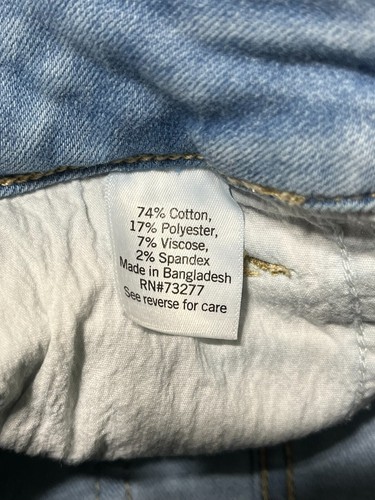 74% Cotton,
17% Polyester,
7% Viscose,
2% Spandex
Made in Bangladesh
RN#73277
See reverse for care